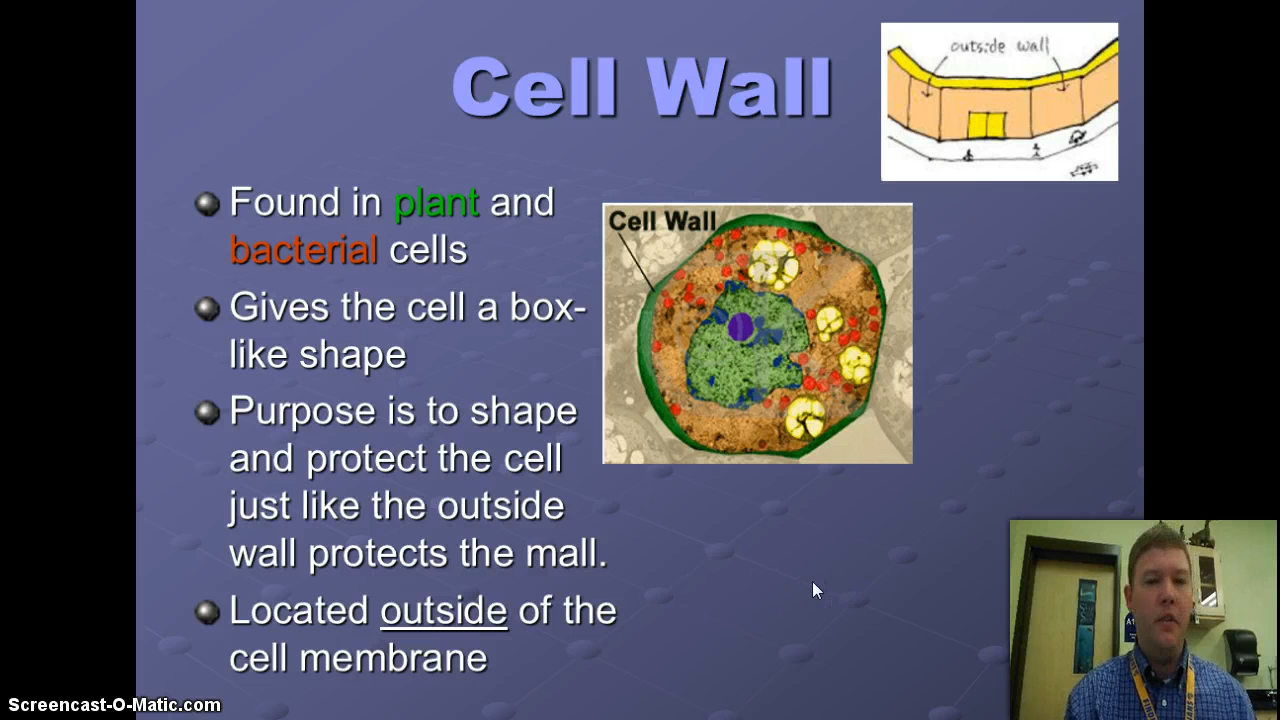 Cell Wall
outside wall
Found in plant and
bacterial cells
Gives the cell a box-
like shape
Purpose is to shape
and protect the cell
just like the outside
wall protects the mall.
Located outside of the
cell membrane
Cell Wall
Screencast-O-Matic.com